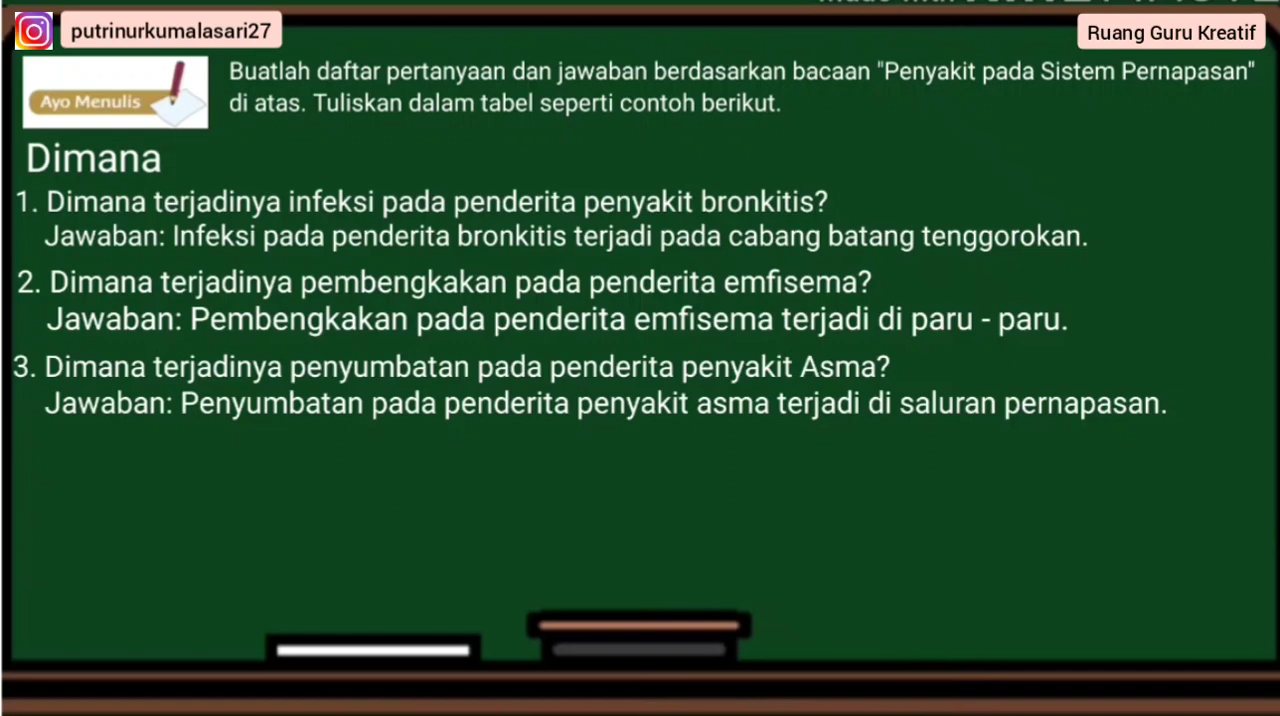 putrinurkumalasari27
Ruang Guru Kreatif
Ayo Menulis
Buatlah daftar pertanyaan dan jawaban berdasarkan bacaan "Penyakit pada Sistem Pernapasan"
di atas. Tuliskan dalam tabel seperti contoh berikut.
Dimana
1. Dimana terjadinya infeksi pada penderita penyakit bronkitis?
Jawaban: Infeksi pada penderita bronkitis terjadi pada cabang batang tenggorokan.
2. Dimana terjadinya pembengkakan pada penderita emfisema?
Jawaban: Pembengkakan pada penderita emfisema terjadi di paru - paru.
3. Dimana terjadinya penyumbatan pada penderita penyakit Asma?
Jawaban: Penyumbatan pada penderita penyakit asma terjadi di saluran pernapasan.